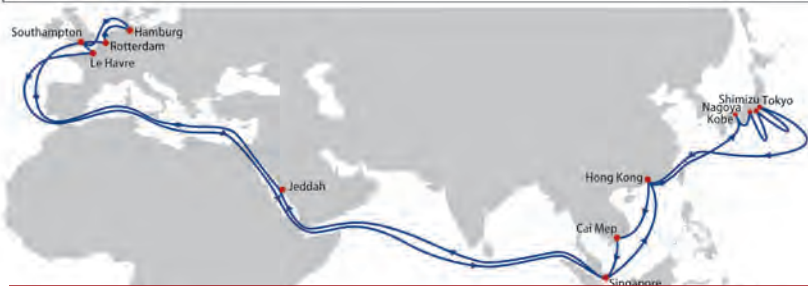 Southampton
Hamburg
Rotterdam
Le Havre
Shimizu Tokyo
Nagoya
Kobe
Jeddah
Hong Kong
Cai Mep
Singapore